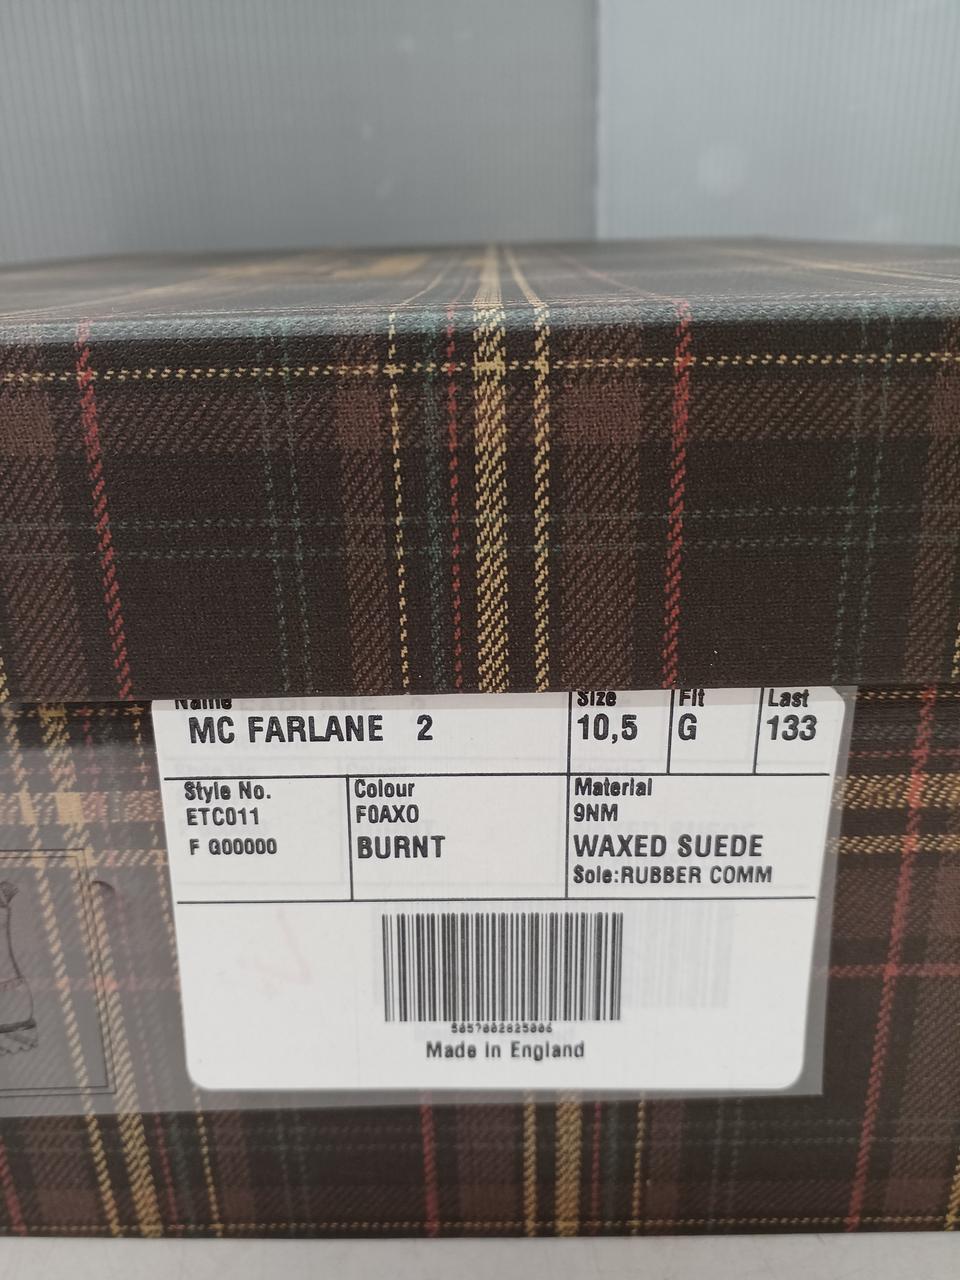 Name
MC FARLANE 2
Size
10,5
Fit
G
Last
133
Style No.
ETC011
F G00000
Colour
F0AX0
BURNT
Material
9NM
WAXED SUEDE
Sole:RUBBER COMM
5057002825006
Made in England